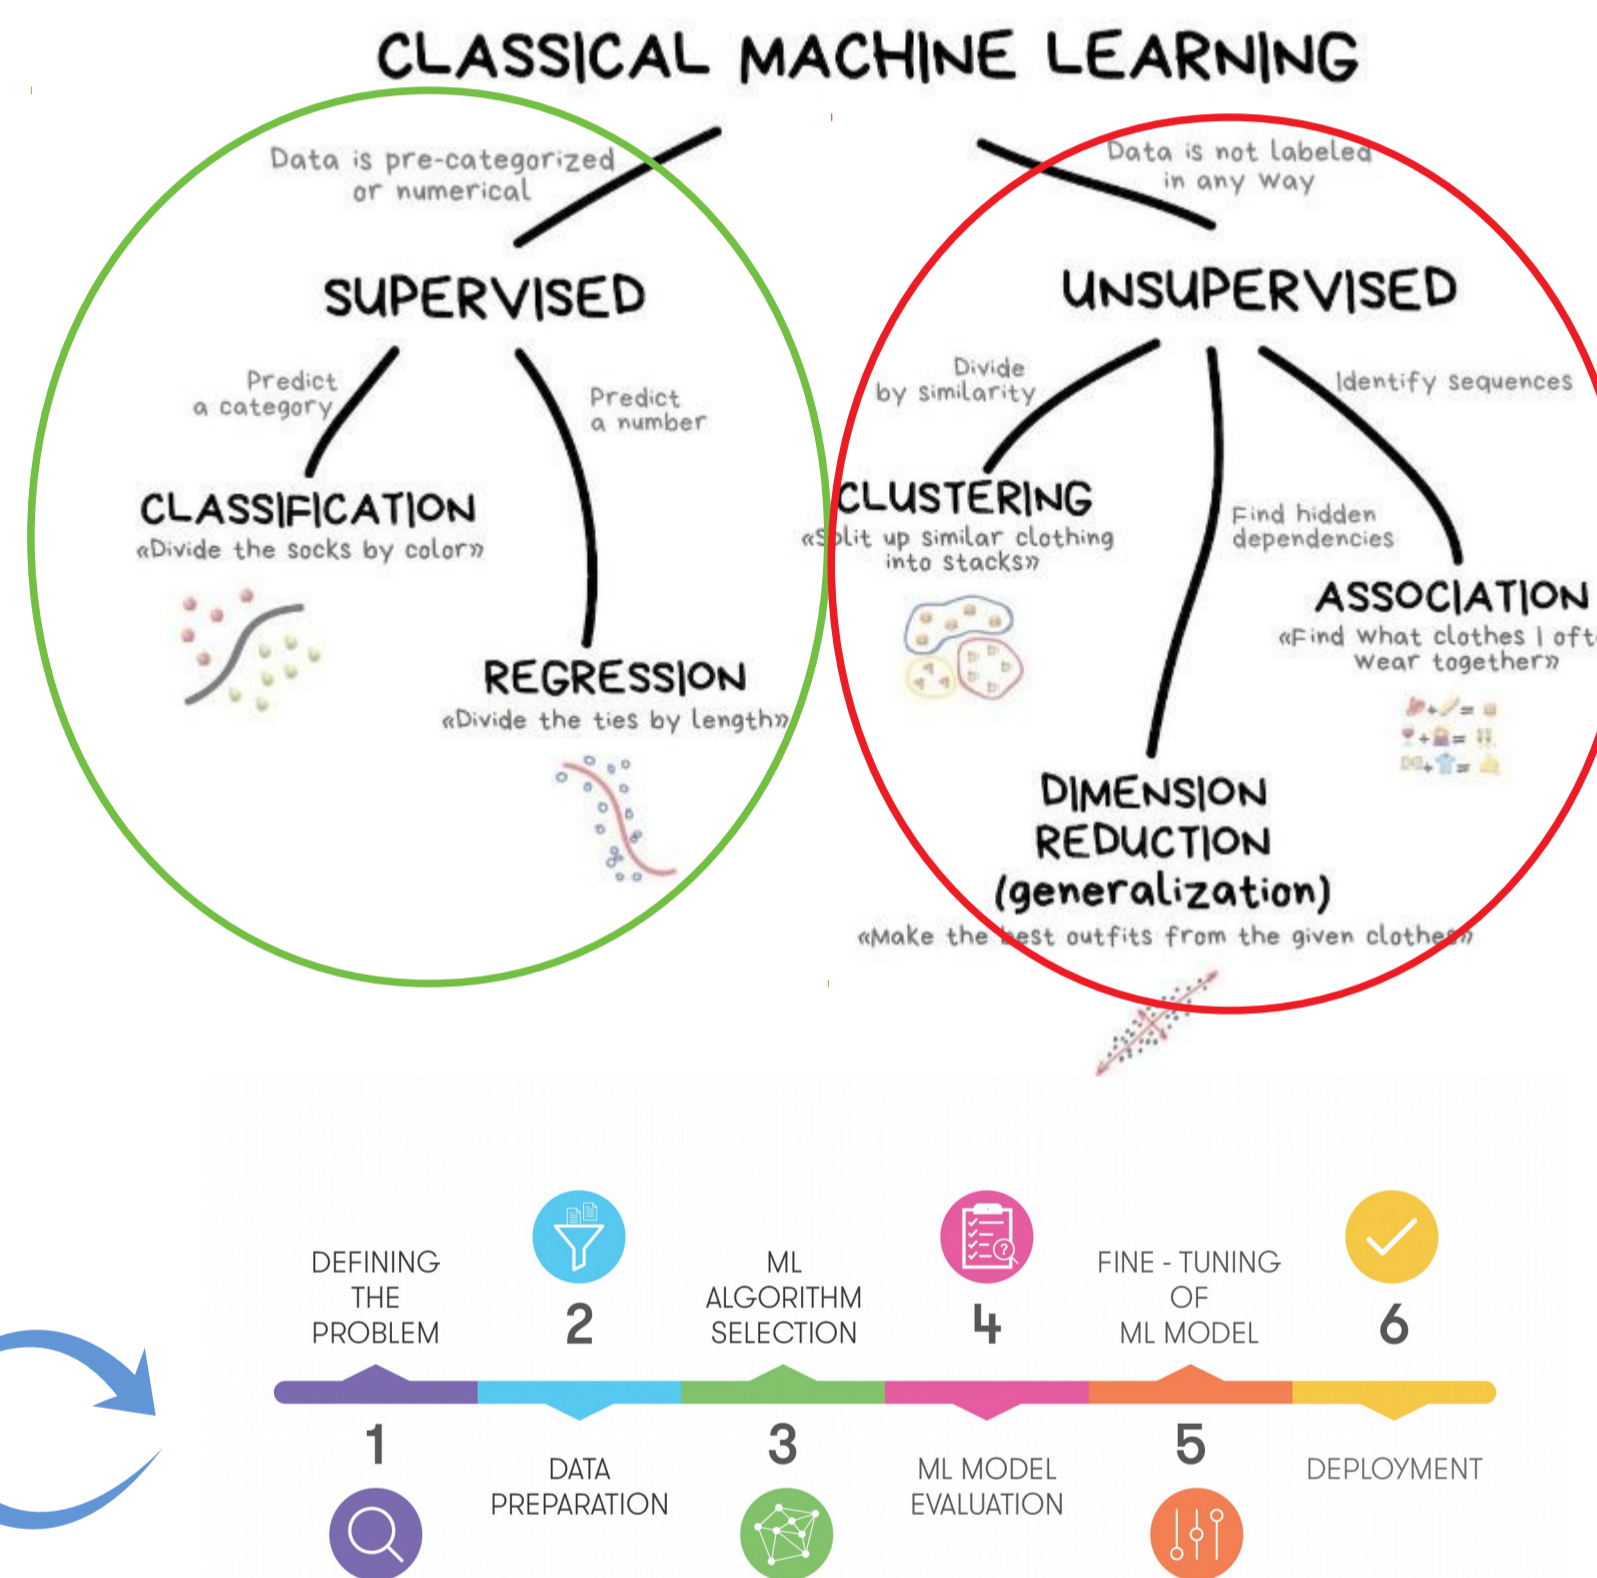 CLASSICAL MACHINE LEARNING
Data is pre-categorized
or numerical
SUPERVISED
Predict
a category
CLASSIFICATION
«Divide the socks by color»
Predict
a number
REGRESSION
«Divide the ties by length»
Data is not labeled
in any way
UNSUPERVISED
Divide
by similarity
CLUSTERING
«Split up similar clothing
into stacks»
Find hidden
dependencies
DIMENSION
REDUCTION
(generalization)
«Make the best outfits from the given clothes»
Identify sequences
ASSOCIATION
«Find what clothes I oft
wear together»
DEFINING
THE
PROBLEM
1
2
DATA
PREPARATION
ML
ALGORITHM
SELECTION
3
4
ML MODEL
EVALUATION
FINE - TUNING
OF
ML MODEL
5
6
DEPLOYMENT